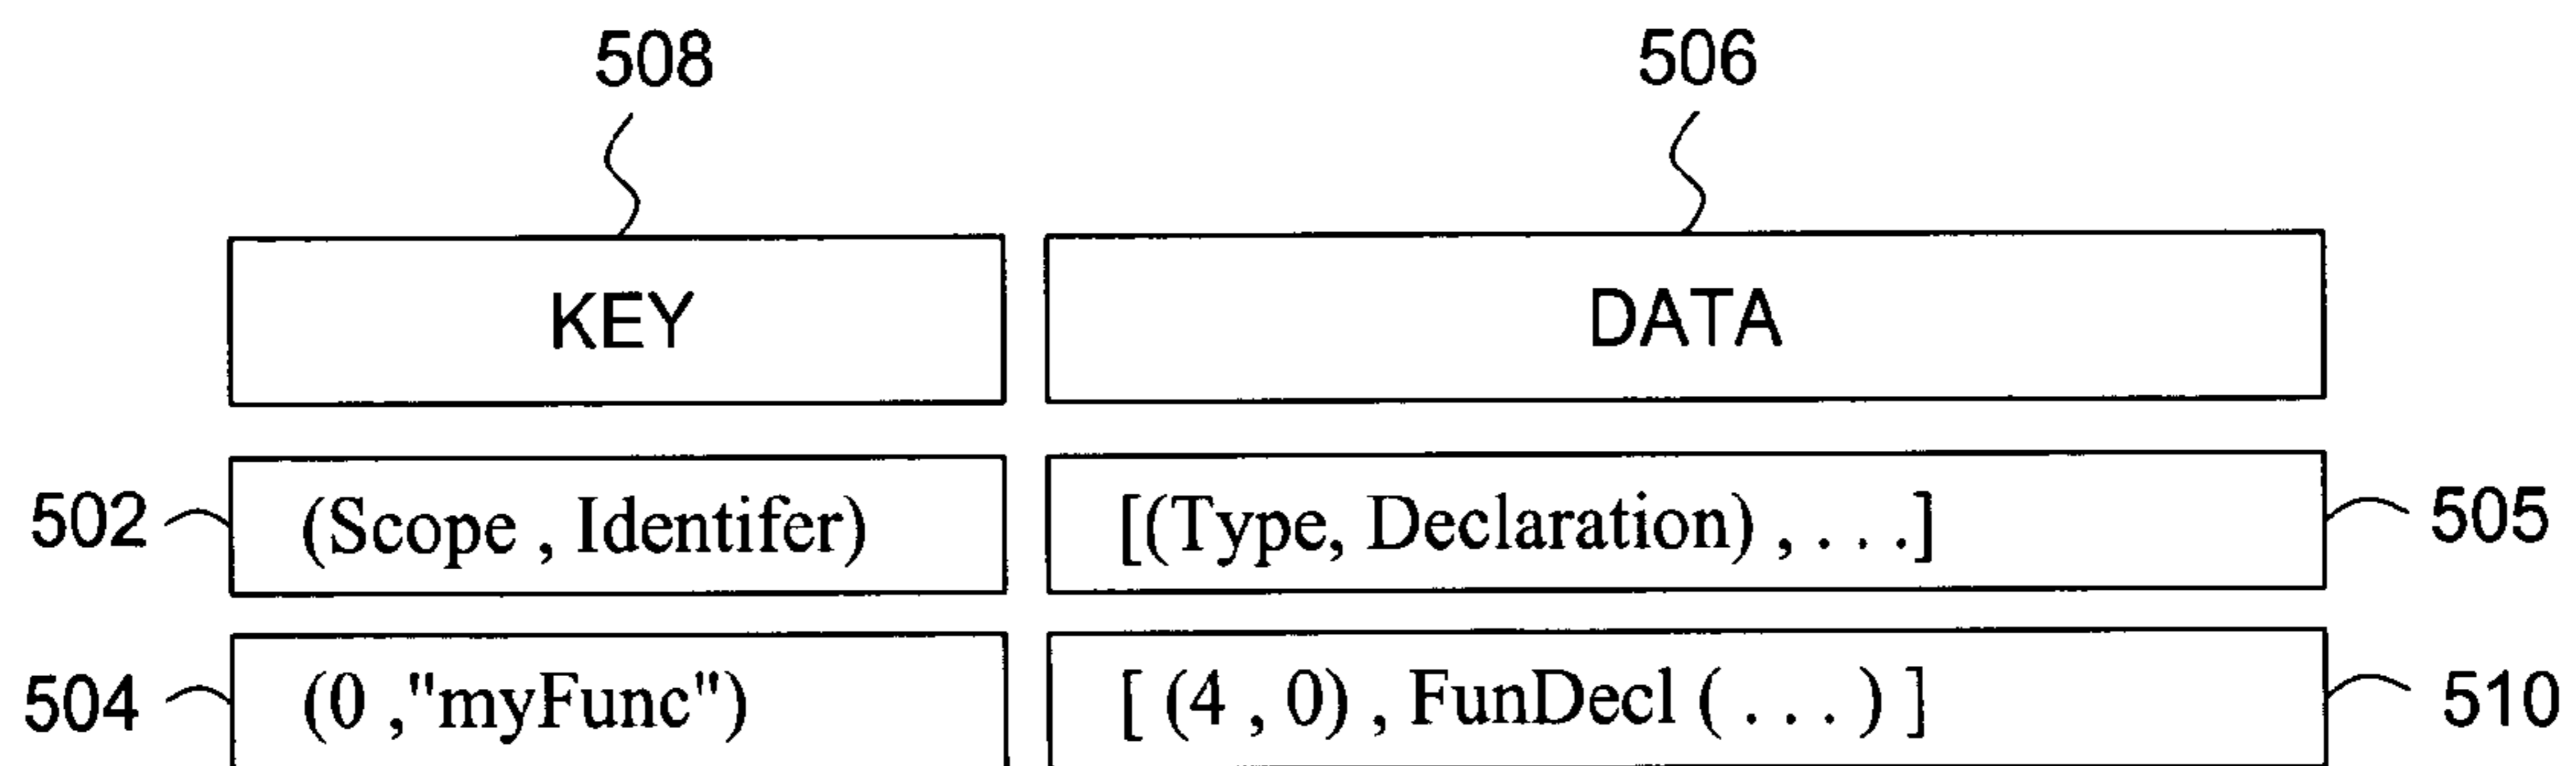 508 506
KEY DATA
502 (Scope , Identifer) [(Type, Declaration) , . . .] 505
504 (0 ,"myFunc") [ (4 , 0) , FunDecl ( . . . ) ] 510